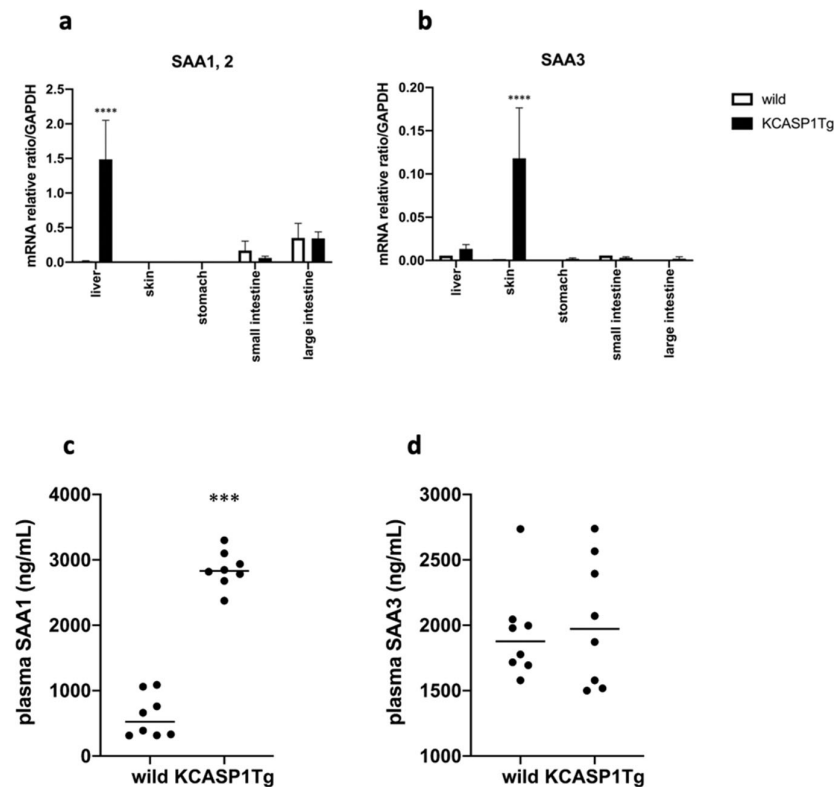 a
SAA1, 2
mRNA relative ratio/GAPDH
2.5
2.0
1.5
1.0
0.5
0.0
****
liver
skin
stomach
small intestine
large intestine
b
SAA3
mRNA relative ratio/GAPDH
0.20
0.15
0.10
0.05
0.00
****
liver
skin
stomach
small intestine
large intestine
wild
KCASP1Tg
c
plasma SAA1 (ng/mL)
4000
3000
2000
1000
0
***
wild KCASP1Tg
d
plasma SAA3 (ng/mL)
3000
2500
2000
1500
1000
wild KCASP1Tg